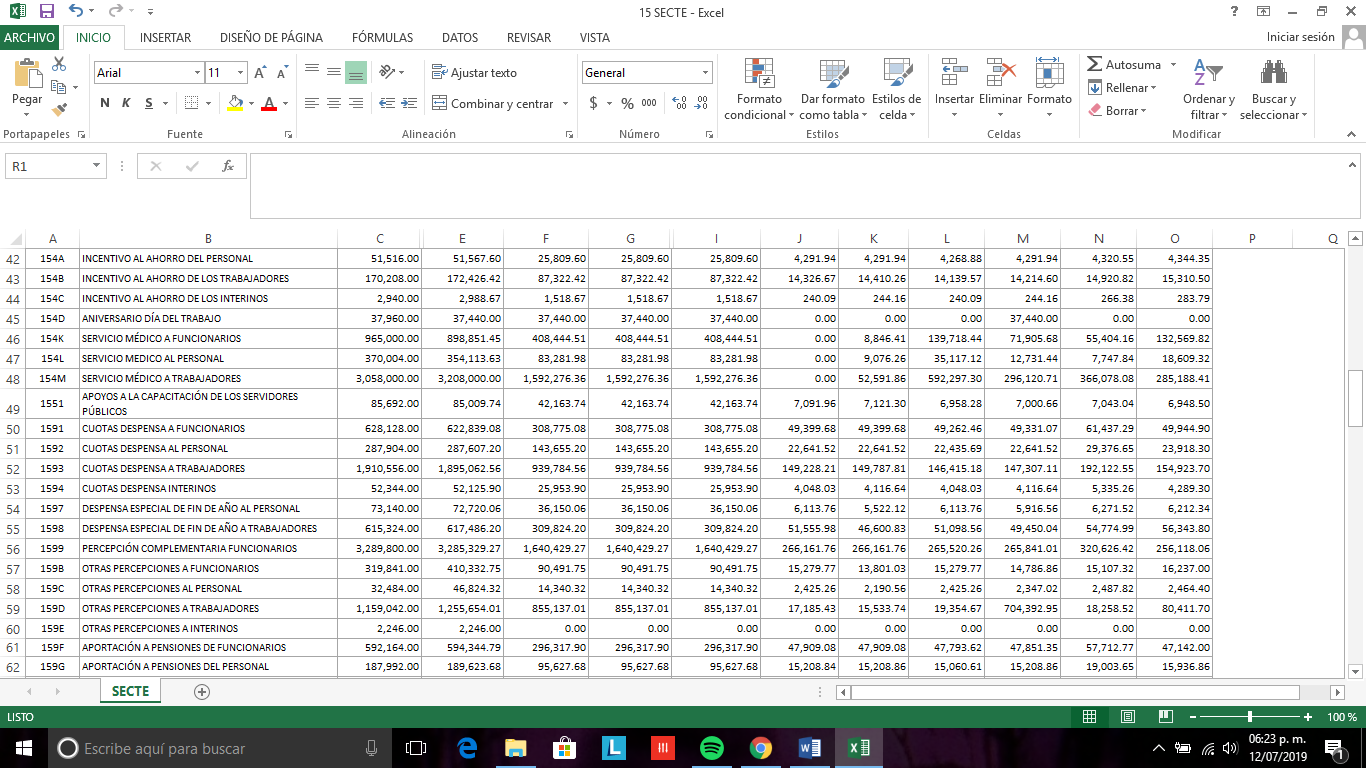 15 SECTE - Excel
?
ARCHIVO INICIO INSERTAR DISEÑO DE PÁGINA FÓRMULAS DATOS REVISAR VISTA Iniciar sesión
Pegar Arial 11 Ajustar texto General Formato condicional Dar formato como tabla Estilos de celda Insertar Eliminar Formato Autosuma Rellenar Borrar Ordenar y filtrar Buscar y seleccionar
N K S A Combinar y centrar $ % 000
Portapapeles Fuente Alineación Número Estilos Celdas Modificar
R1 fx
A B C E F G I J K L M N O P Q
42 154A INCENTIVO AL AHORRO DEL PERSONAL 51,516.00 51,567.60 25,809.60 25,809.60 25,809.60 4,291.94 4,291.94 4,268.88 4,291.94 4,320.55 4,344.35
43 154B INCENTIVO AL AHORRO DE LOS TRABAJADORES 170,208.00 172,426.42 87,322.42 87,322.42 87,322.42 14,326.67 14,410.26 14,139.57 14,214.60 14,920.82 15,310.50
44 154C INCENTIVO AL AHORRO DE LOS INTERINOS 2,940.00 2,988.67 1,518.67 1,518.67 1,518.67 240.09 244.16 240.09 244.16 266.38 283.79
45 154D ANIVERSARIO DÍA DEL TRABAJO 37,960.00 37,440.00 37,440.00 37,440.00 37,440.00 0.00 0.00 0.00 37,440.00 0.00 0.00
46 154K SERVICIO MÉDICO A FUNCIONARIOS 965,000.00 898,851.45 408,444.51 408,444.51 408,444.51 0.00 8,846.41 139,718.44 71,905.68 55,404.16 132,569.82
47 154L SERVICIO MEDICO AL PERSONAL 370,004.00 354,113.63 83,281.98 83,281.98 83,281.98 0.00 9,076.26 35,117.12 12,731.44 7,747.84 18,609.32
48 154M SERVICIO MÉDICO A TRABAJADORES 3,058,000.00 3,208,000.00 1,592,276.36 1,592,276.36 1,592,276.36 0.00 52,591.86 592,297.30 296,120.71 366,078.08 285,188.41
49 1551 APOYOS A LA CAPACITACIÓN DE LOS SERVIDORES
PÚBLICOS 85,692.00 85,009.74 42,163.74 42,163.74 42,163.74 7,091.96 7,121.30 6,958.28 7,000.66 7,043.04 6,948.50
50 1591 CUOTAS DESPENSA A FUNCIONARIOS 628,128.00 622,839.08 308,775.08 308,775.08 308,775.08 49,399.68 49,399.68 49,262.46 49,331.07 61,437.29 49,944.90
51 1592 CUOTAS DESPENSA AL PERSONAL 287,904.00 287,607.20 143,655.20 143,655.20 143,655.20 22,641.52 22,641.52 22,435.69 22,641.52 29,376.65 23,918.30
52 1593 CUOTAS DESPENSA A TRABAJADORES 1,910,556.00 1,895,062.56 939,784.56 939,784.56 939,784.56 149,228.21 149,787.81 146,415.18 147,307.11 192,122.55 154,923.70
53 1594 CUOTAS DESPENSA INTERINOS 52,344.00 52,125.90 25,953.90 25,953.90 25,953.90 4,048.03 4,116.64 4,048.03 4,116.64 5,335.26 4,289.30
54 1597 DESPENSA ESPECIAL DE FIN DE AÑO AL PERSONAL 73,140.00 72,720.06 36,150.06 36,150.06 36,150.06 6,113.76 5,522.12 6,113.76 5,916.56 6,271.52 6,212.34
55 1598 DESPENSA ESPECIAL DE FIN DE AÑO A TRABAJADORES 615,324.00 617,486.20 309,824.20 309,824.20 309,824.20 51,555.98 46,600.83 51,098.56 49,450.04 54,774.99 56,343.80
56 1599 PERCEPCIÓN COMPLEMENTARIA FUNCIONARIOS 3,289,800.00 3,285,329.27 1,640,429.27 1,640,429.27 1,640,429.27 266,161.76 266,161.76 265,520.26 265,841.01 320,626.42 256,118.06
57 159B OTRAS PERCEPCIONES A FUNCIONARIOS 319,841.00 410,332.75 90,491.75 90,491.75 90,491.75 15,279.77 13,801.03 15,279.77 14,786.86 15,107.32 16,237.00
58 159C OTRAS PERCEPCIONES AL PERSONAL 32,484.00 46,824.32 14,340.32 14,340.32 14,340.32 2,425.26 2,190.56 2,425.26 2,347.02 2,487.82 2,464.40
59 159D OTRAS PERCEPCIONES A TRABAJADORES 1,159,042.00 1,255,654.01 855,137.01 855,137.01 855,137.01 17,185.43 15,533.74 19,354.67 704,392.95 18,258.52 80,411.70
60 159E OTRAS PERCEPCIONES A INTERINOS 2,246.00 2,246.00 0.00 0.00 0.00 0.00 0.00 0.00 0.00 0.00 0.00
61 159F APORTACIÓN A PENSIONES DE FUNCIONARIOS 592,164.00 594,344.79 296,317.90 296,317.90 296,317.90 47,909.08 47,909.08 47,793.62 47,851.35 57,712.77 47,142.00
62 159G APORTACIÓN A PENSIONES DEL PERSONAL 187,992.00 189,623.68 95,627.68 95,627.68 95,627.68 15,208.84 15,208.86 15,060.61 15,208.86 19,003.65 15,936.86
SECTE
LISTO 100 %
Escribe aquí para buscar 06:23 p. m.
12/07/2019 1